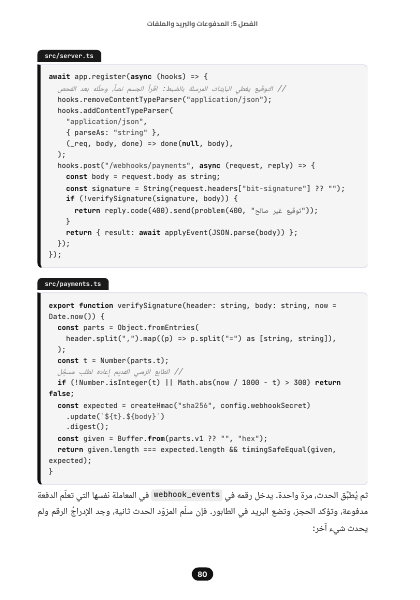 الفصل 5: المدفوعات والبريد والملفات
src/server.ts
await app.register(async (hooks) => {
// التوقيع يغطي البايتات المرسلة بالضبط: اقرأ الجسم نصاً، وحلّله بعد الفحص
hooks.removeContentTypeParser("application/json");
hooks.addContentTypeParser(
"application/json",
{ parseAs: "string" },
(_req, body, done) => done(null, body),
);
hooks.post("/webhooks/payments", async (request, reply) => {
const body = request.body as string;
const signature = String(request.headers["bit-signature"] ?? "");
if (!verifySignature(signature, body)) {
return reply.code(400).send(problem(400, "توقيع غير صالح"));
}
return { result: await applyEvent(JSON.parse(body)) };
});
});
src/payments.ts
export function verifySignature(header: string, body: string, now =
Date.now()) {
const parts = Object.fromEntries(
header.split(",").map((p) => p.split("=") as [string, string]),
);
const t = Number(parts.t);
// الطابع الزمني القديم إعادة لطلب مسجّل
if (!Number.isInteger(t) || Math.abs(now / 1000 - t) > 300) return
false;
const expected = createHmac("sha256", config.webhookSecret)
.update(`${t}.${body}`)
.digest();
const given = Buffer.from(parts.v1 ?? "", "hex");
return given.length === expected.length && timingSafeEqual(given,
expected);
}
ثم يُطبَّق الحدث، مرة واحدة. يدخل رقمه في webhook_events في المعاملة نفسها التي تعلّم الدفعة
مدفوعة، وتؤكد الحجز، وتضع البريد في الطابور. فإن سلّم المزوّد الحدث ثانية، وجد الإدراجُ الرقم ولم
يحدث شيء آخر:
80